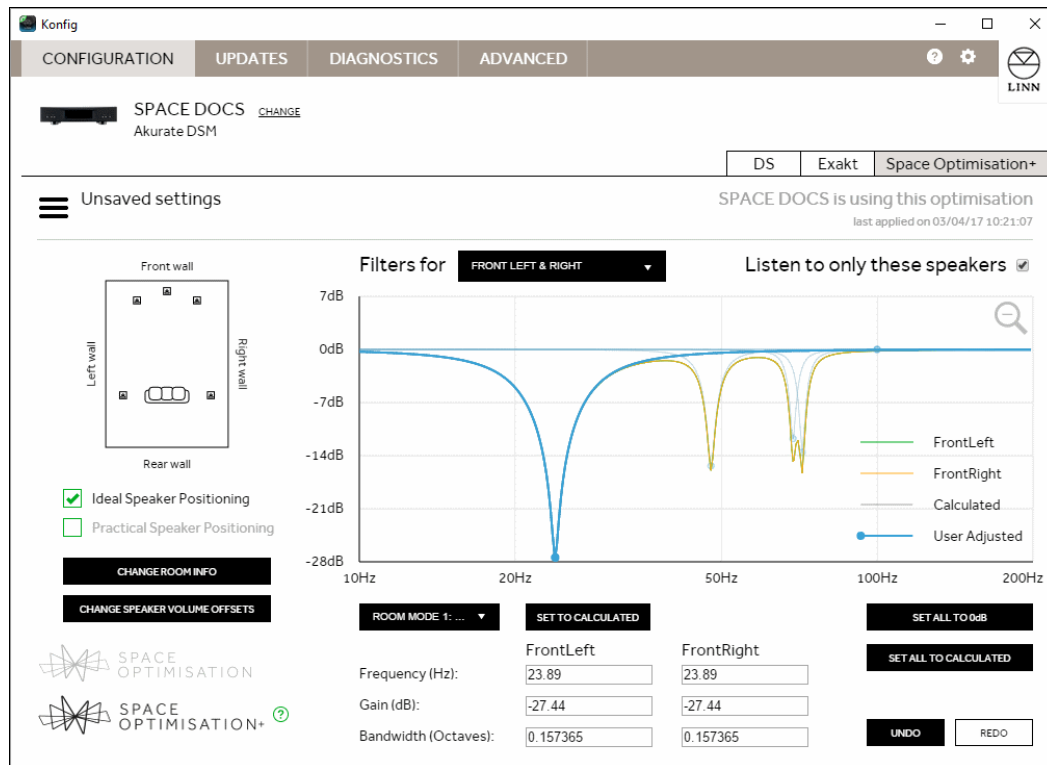 Konfig
CONFIGURATION UPDATES DIAGNOSTICS ADVANCED
?
LINN
SPACE DOCS CHANGE
Akurate DSM
DS Exakt Space Optimisation+
Unsaved settings
SPACE DOCS is using this optimisation
last applied on 03/04/17 10:21:07
Front wall
Left wall
Right wall
Rear wall
Ideal Speaker Positioning
Practical Speaker Positioning
CHANGE ROOM INFO
CHANGE SPEAKER VOLUME OFFSETS
SPACE
OPTIMISATION
SPACE
OPTIMISATION+ ?
Filters for FRONT LEFT & RIGHT Listen to only these speakers
7dB
0dB
-7dB
-14dB
-21dB
-28dB
10Hz 20Hz 50Hz 100Hz 200Hz
FrontLeft
FrontRight
Calculated
User Adjusted
ROOM MODE 1: ... SET TO CALCULATED SET ALL TO 0dB
SET ALL TO CALCULATED
FrontLeft FrontRight
Frequency (Hz): 23.89 23.89
Gain (dB): -27.44 -27.44
Bandwidth (Octaves): 0.157365 0.157365
UNDO REDO